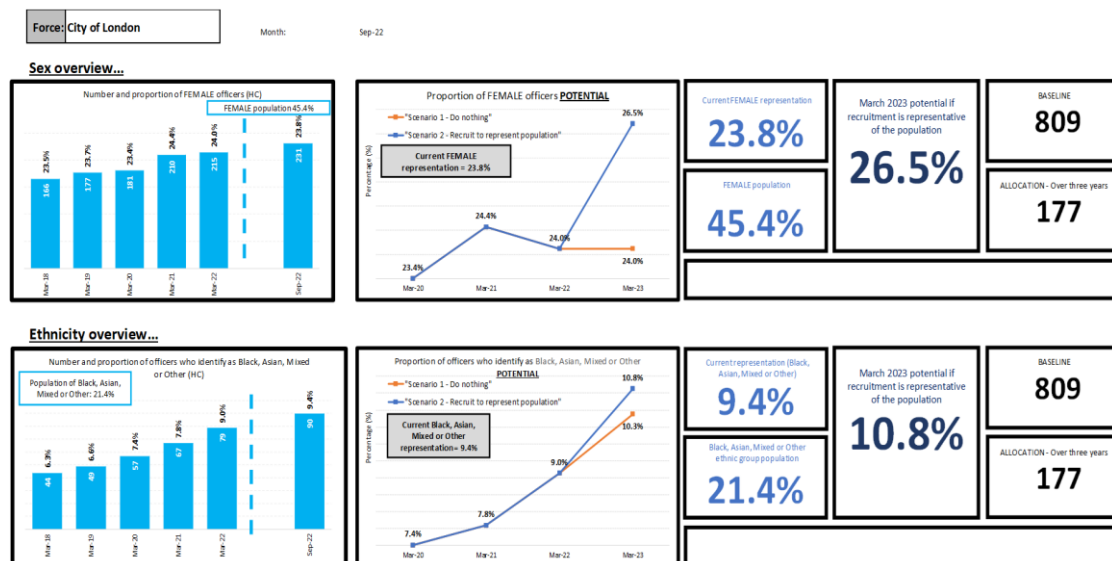 Force: City of London
Month: Sep-22
Sex overview...
Number and proportion of FEMALE officers (HC)
FEMALE population 45.4%
23.5% 23.7% 23.4% 24.4% 24.0% 23.8%
166 177 181 210 215 231
Mar-18 Mar-19 Mar-20 Mar-21 Mar-22 Sep-22
Proportion of FEMALE officers POTENTIAL
"Scenario 1 - Do nothing"
"Scenario 2 - Recruit to represent population"
Current FEMALE
representation = 23.8%
Percentage (%)
26.5%
24.4%
24.0%
24.0%
23.4%
Mar-20 Mar-21 Mar-22 Mar-23
Current FEMALE representation
23.8%
FEMALE population
45.4%
March 2023 potential if
recruitment is representative
of the population
26.5%
BASELINE
809
ALLOCATION - Over three years
177
Ethnicity overview...
Number and proportion of officers who identify as Black, Asian, Mixed
or Other (HC)
Population of Black, Asian,
Mixed or Other: 21.4%
6.3% 6.6% 7.4% 7.8% 9.0% 9.4%
44 49 57 67 79 90
Mar-18 Mar-19 Mar-20 Mar-21 Mar-22 Sep-22
Proportion of officers who identify as Black, Asian, Mixed or Other
POTENTIAL
"Scenario 1 - Do nothing"
"Scenario 2 - Recruit to represent population"
Current Black, Asian,
Mixed or Other
representation= 9.4%
Percentage (%)
10.8%
10.3%
9.0%
7.8%
7.4%
Mar-20 Mar-21 Mar-22 Mar-23
Current representation (Black,
Asian, Mixed or Other)
9.4%
Black, Asian, Mixed or Other
ethnic group population
21.4%
March 2023 potential if
recruitment is representative
of the population
10.8%
BASELINE
809
ALLOCATION - Over three years
177